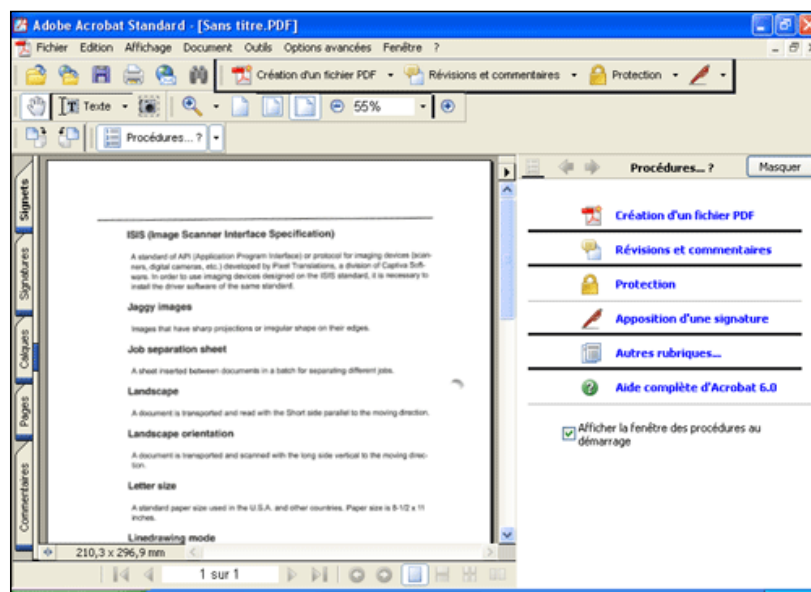 Adobe Acrobat Standard - [Sans titre.PDF]
Fichier Edition Affichage Document Outils Options avancées Fenêtre ?
Création d'un fichier PDF Révisions et commentaires Protection
Texte 55%
Procédures... ?
Procédures... ? Masquer
Signets
Signatures
Calques
Pages
Commentaires
ISIS (Image Scanner Interface Specification)
A standard of API (Application Program Interface) or protocol for imaging devices (scan-
ners, digital cameras, etc.) developed by Pixel Translations, a division of Captiva Soft-
ware. In order to use imaging devices designed on the ISIS standard, it is necessary to
install the driver software of the same standard.
Jaggy images
Images that have sharp projections or irregular shape on their edges.
Job separation sheet
A sheet inserted between documents in a batch for separating different jobs.
Landscape
A document is transported and read with the Short side parallel to the moving direction.
Landscape orientation
A document is transported and scanned with the long side vertical to the moving direc-
tion.
Letter size
A standard paper size used in the U.S.A. and other countries. Paper size is 8-1/2 x 11
inches.
Linedrawing mode
Création d'un fichier PDF
Révisions et commentaires
Protection
Apposition d'une signature
Autres rubriques...
Aide complète d'Acrobat 6.0
Afficher la fenêtre des procédures au
démarrage
210,3 x 296,9 mm
1 sur 1